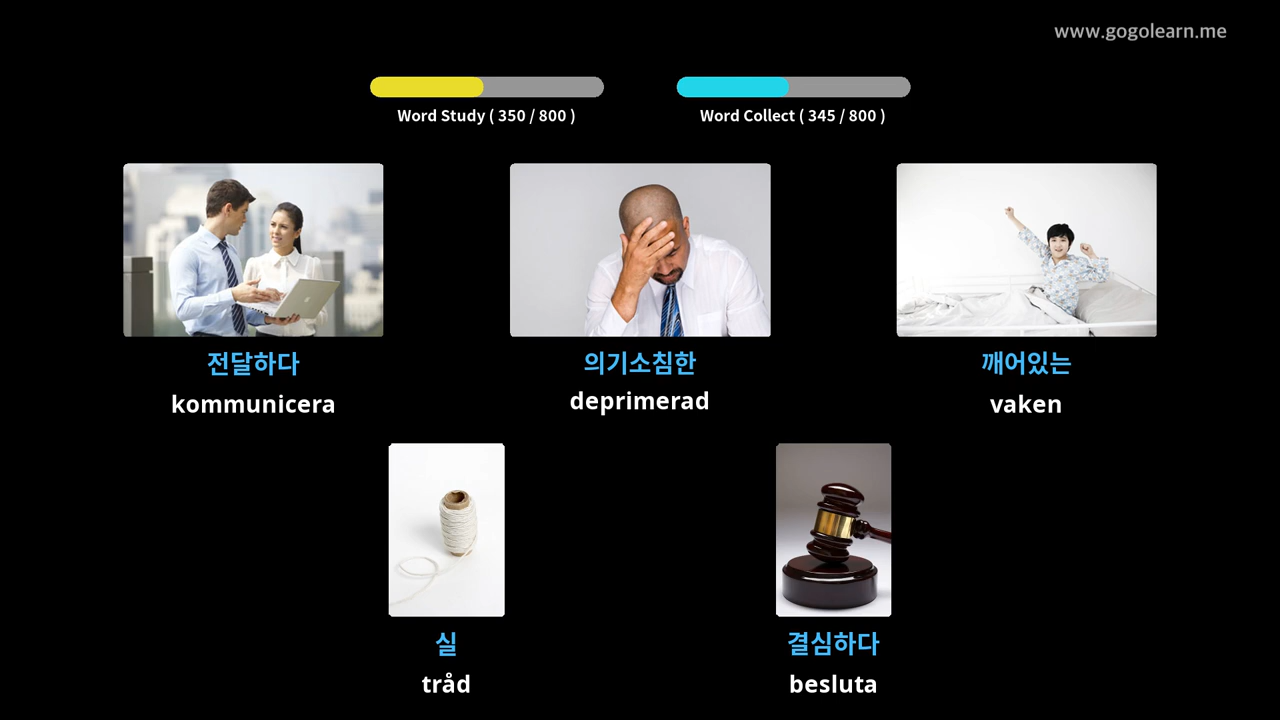 www.gogolearn.me
Word Study ( 350 / 800 )
Word Collect ( 345 / 800 )
전달하다
kommunicera
의기소침한
deprimerad
깨어있는
vaken
실
tråd
결심하다
besluta